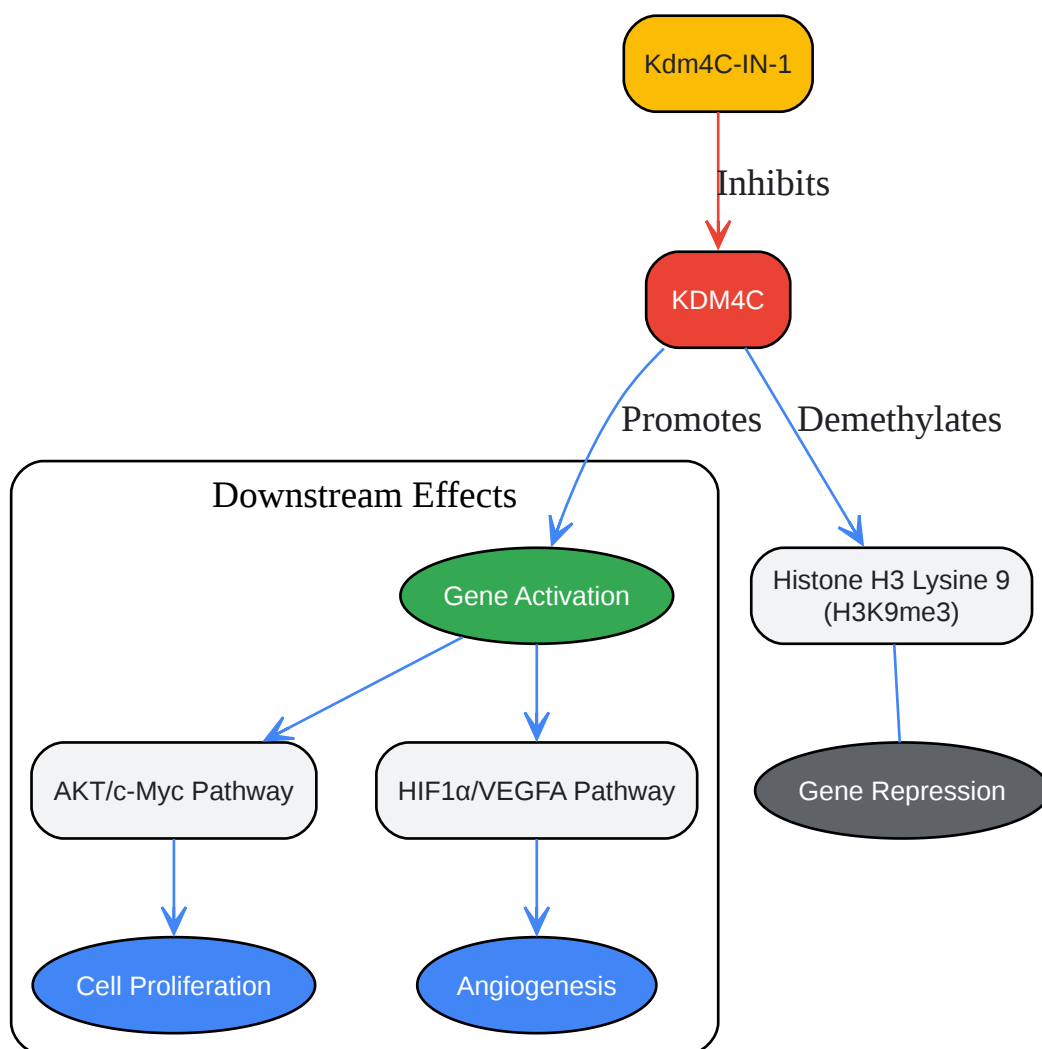 Kdm4C-IN-1
Inhibits
KDM4C
Promotes
Demethylates
Downstream Effects
Gene Activation
Histone H3 Lysine 9
(H3K9me3)
AKT/c-Myc Pathway
HIF1α/VEGFA Pathway
Gene Repression
Cell Proliferation
Angiogenesis